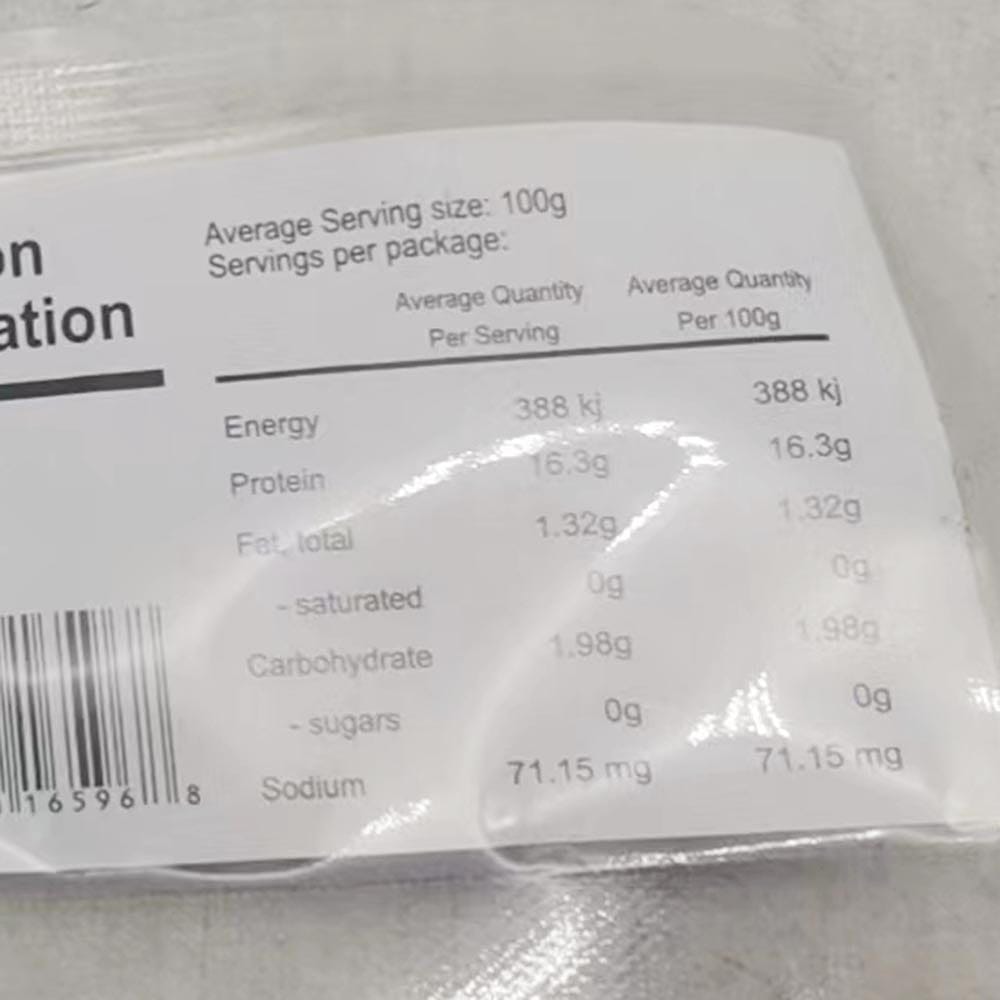 on
ation
Average Serving size: 100g
Servings per package:
Average Quantity Average Quantity
Per Serving Per 100g
Energy 388 kj 388 kj
Protein 16.3g 16.3g
Fat, total 1.32g 1.32g
- saturated 0g 0g
Carbohydrate 1.98g 1.98g
- sugars 0g 0g
Sodium 71.15 mg 71.15 mg
16596 8